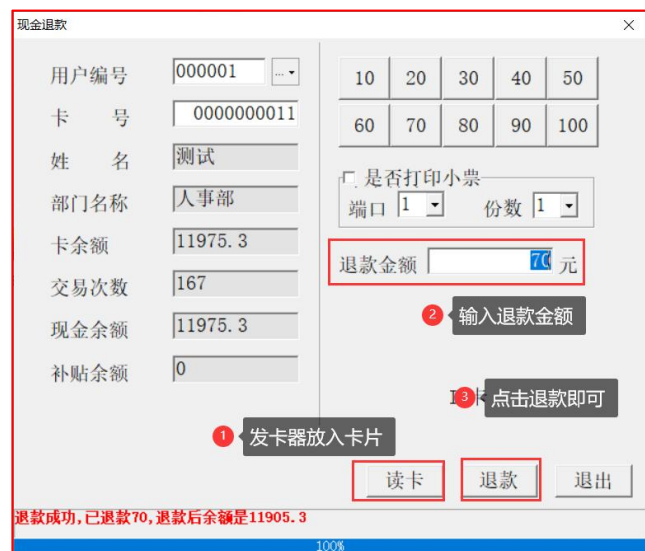 现金退款
用户编号 000001 ...
卡 号 0000000011
姓 名 测试
部门名称 人事部
卡余额 11975.3
交易次数 167
现金余额 11975.3
补贴余额 0
10 20 30 40 50
60 70 80 90 100
是否打印小票
端口 1 份数 1
退款金额 70 元
2 输入退款金额
3 点击退款即可
1 发卡器放入卡片
读卡 退款 退出
退款成功,已退款70,退款后余额是11905.3
100%